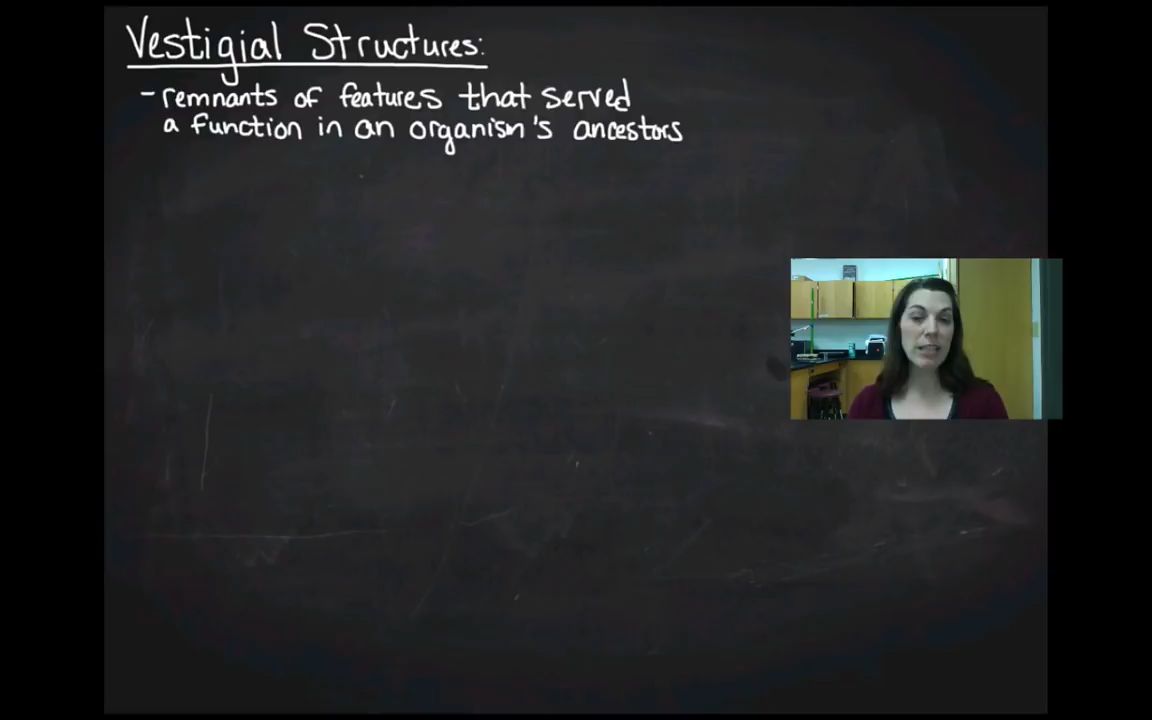 Vestigial Structures:
- remnants of features that served
a function in an organism's ancestors